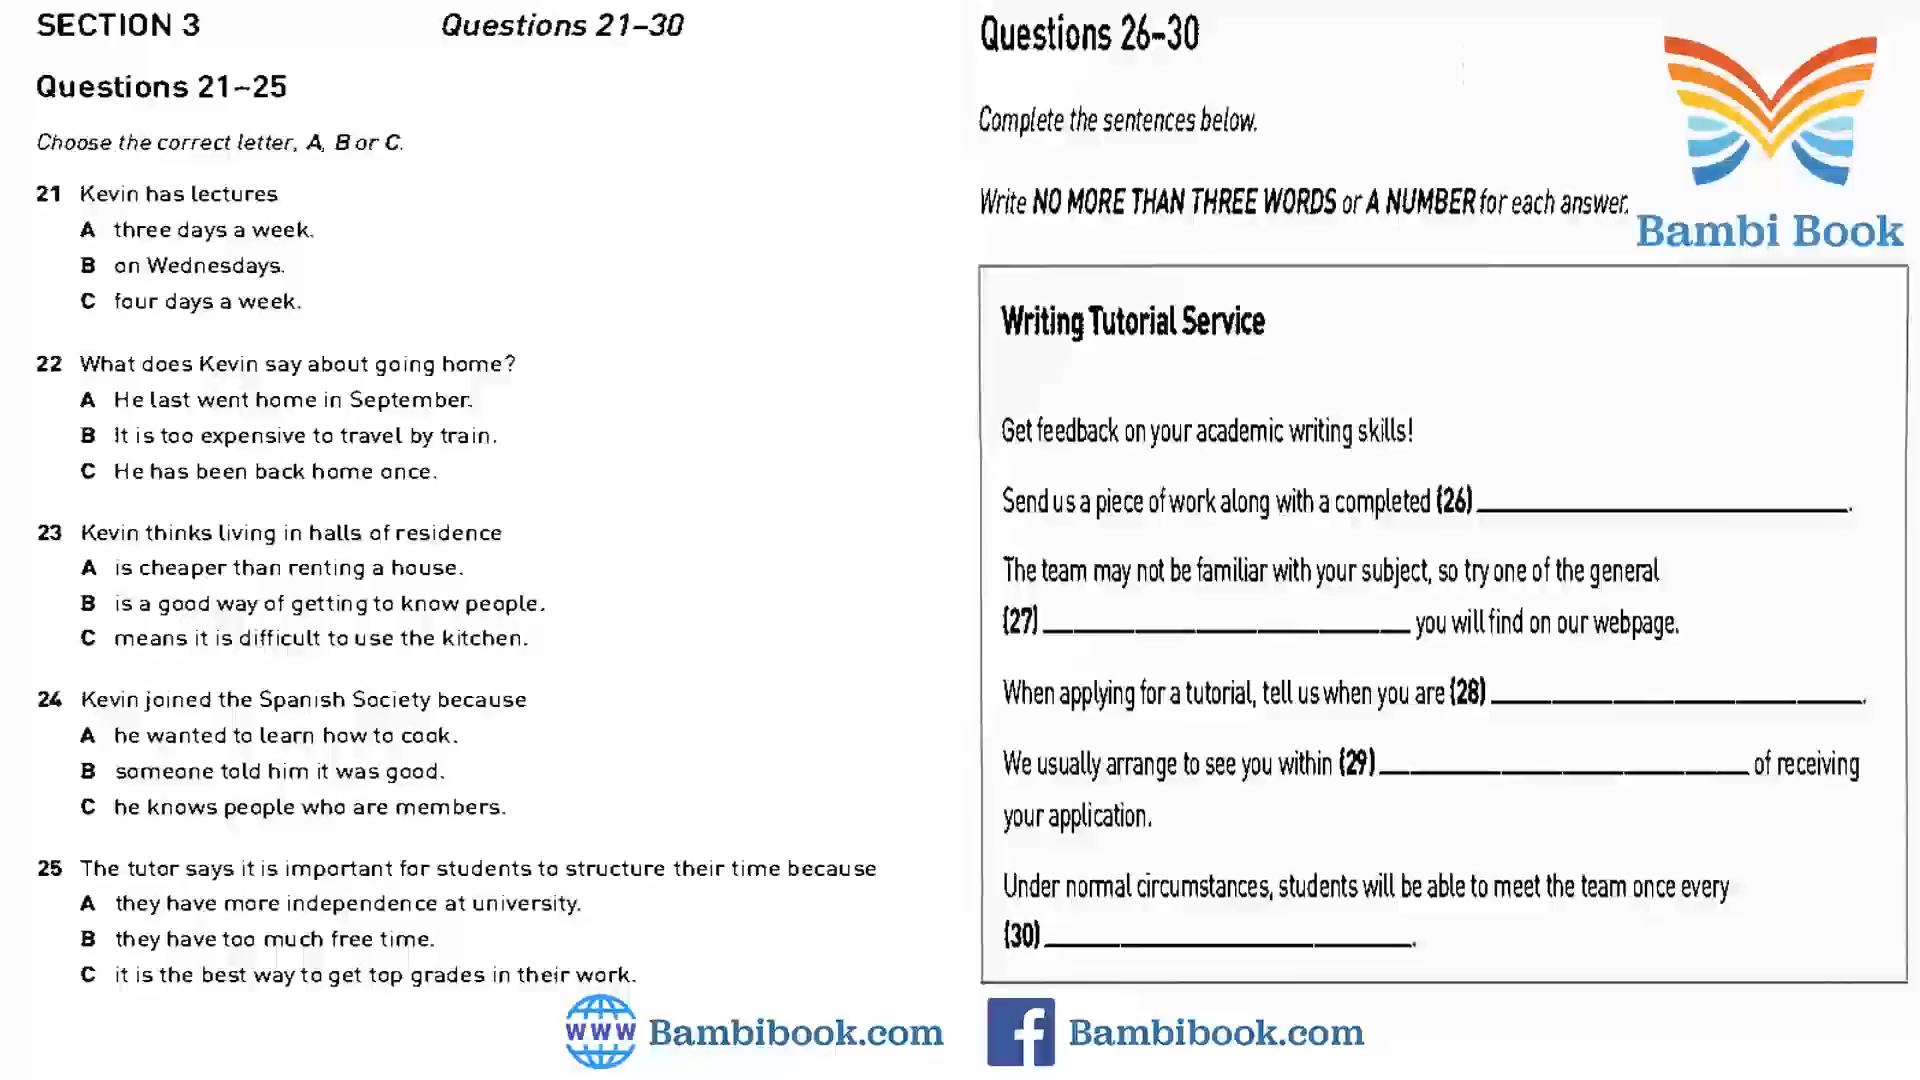 SECTION 3 Questions 21–30
Questions 21–25
Choose the correct letter, A, B or C.
21 Kevin has lectures
A three days a week.
B on Wednesdays.
C four days a week.
22 What does Kevin say about going home?
A He last went home in September.
B It is too expensive to travel by train.
C He has been back home once.
23 Kevin thinks living in halls of residence
A is cheaper than renting a house.
B is a good way of getting to know people.
C means it is difficult to use the kitchen.
24 Kevin joined the Spanish Society because
A he wanted to learn how to cook.
B someone told him it was good.
C he knows people who are members.
25 The tutor says it is important for students to structure their time because
A they have more independence at university.
B they have too much free time.
C it is the best way to get top grades in their work.
Questions 26–30
Complete the sentences below.
Write NO MORE THAN THREE WORDS or A NUMBER for each answer.
Bambi Book
Writing Tutorial Service
Get feedback on your academic writing skills!
Send us a piece of work along with a completed (26) ____________________.
The team may not be familiar with your subject, so try one of the general
(27) ____________________ you will find on our webpage.
When applying for a tutorial, tell us when you are (28) ____________________.
We usually arrange to see you within (29) ____________________ of receiving
your application.
Under normal circumstances, students will be able to meet the team once every
(30) ____________________.
www Bambibook.com
f Bambibook.com